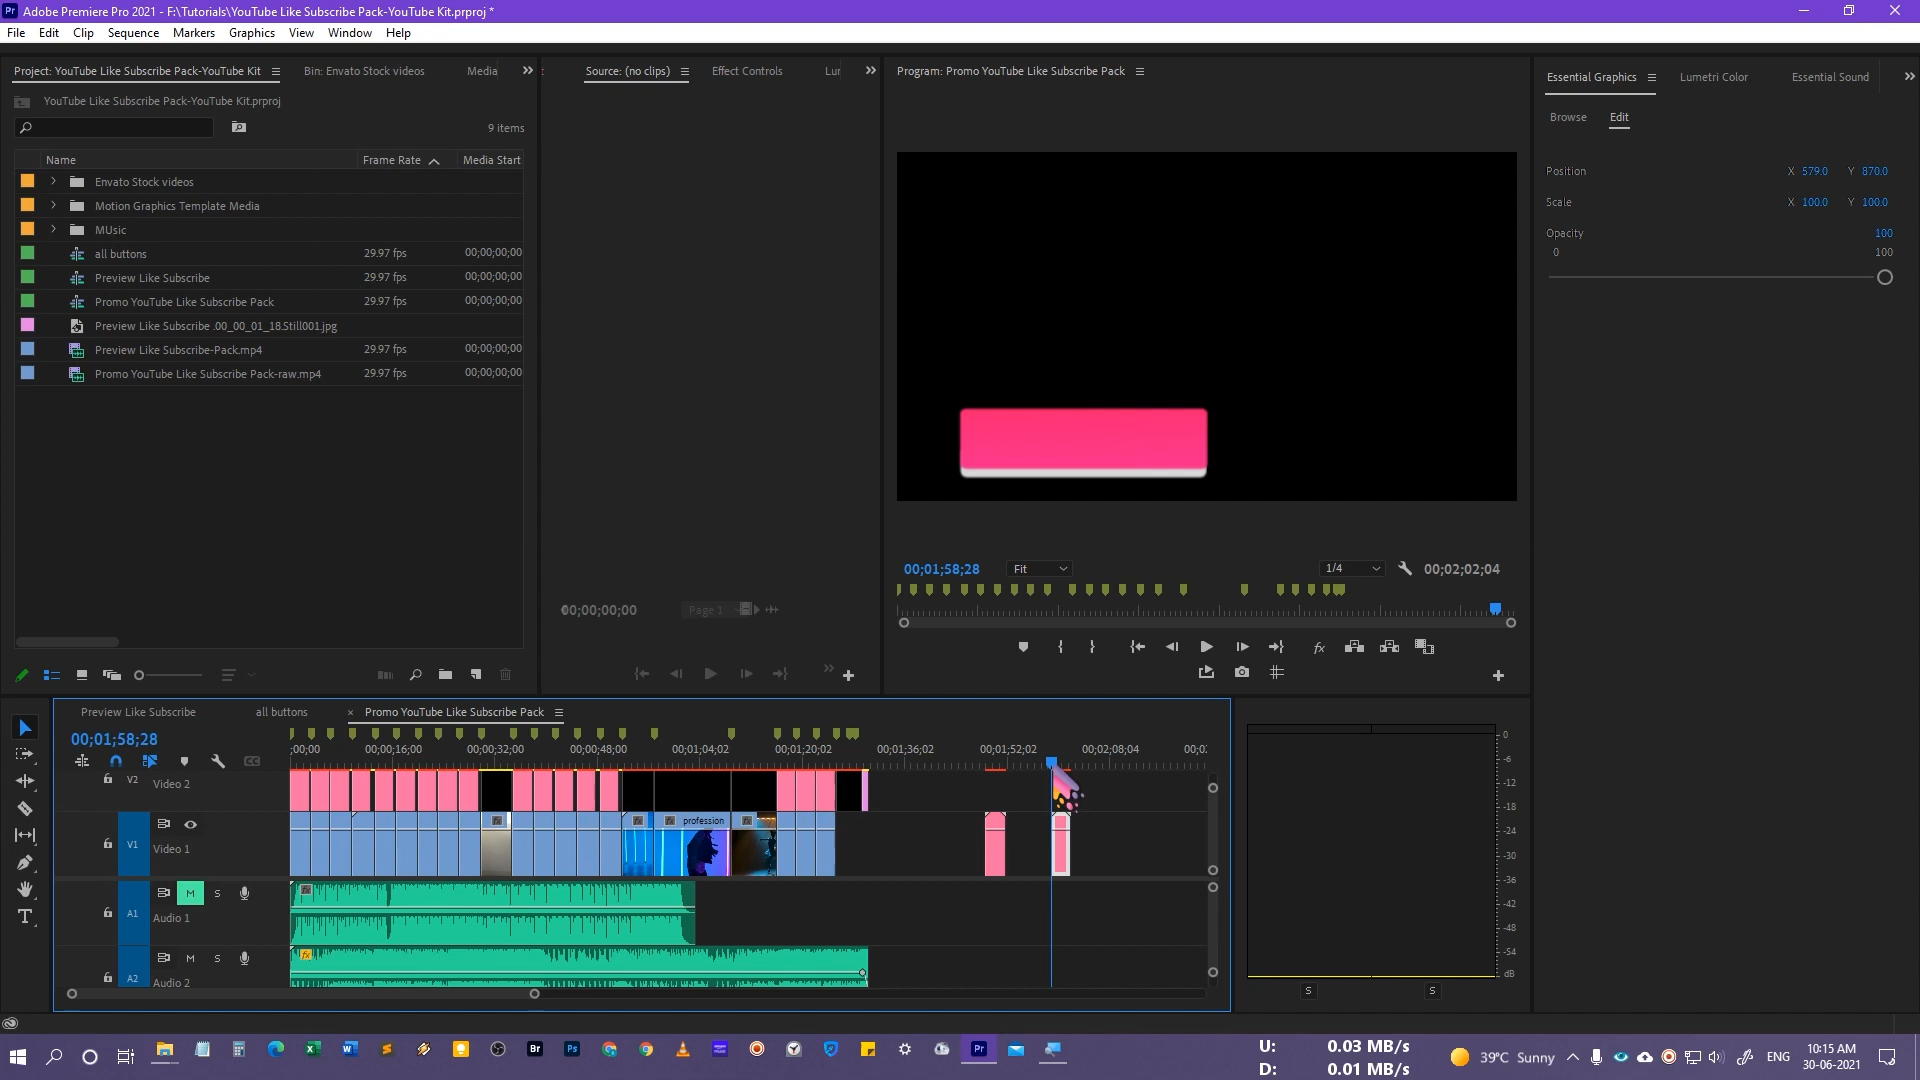 Adobe Premiere Pro 2021 - F:\Tutorials\YouTube Like Subscribe Pack-YouTube Kit.prproj *
File Edit Clip Sequence Markers Graphics View Window Help
Project: YouTube Like Subscribe Pack-YouTube Kit
Bin: Envato Stock videos
Media
Source: (no clips)
Effect Controls
Lur
Program: Promo YouTube Like Subscribe Pack
Essential Graphics
Lumetri Color
Essential Sound
YouTube Like Subscribe Pack-YouTube Kit.prproj
Browse
Edit
9 items
Name
Frame Rate
Media Start
Position X 579.0 Y 870.0
Envato Stock videos
Scale X 100.0 Y 100.0
Motion Graphics Template Media
Opacity 100
MUsic
0 100
all buttons 29.97 fps 00;00;00;00
Preview Like Subscribe 29.97 fps 00;00;00;00
Promo YouTube Like Subscribe Pack 29.97 fps 00;00;00;00
Preview Like Subscribe .00_00_01_18.Still001.jpg
Preview Like Subscribe-Pack.mp4 29.97 fps 00;00;00;00
Promo YouTube Like Subscribe Pack-raw.mp4 29.97 fps 00;00;00;00
00;01;58;28
Fit
1/4
00;02;02;04
00;00;00;00
Page 1
fx
Preview Like Subscribe
all buttons
× Promo YouTube Like Subscribe Pack
00;01;58;28
;00;00
00;00;16;00
00;00;32;00
00;00;48;00
00;01;04;02
00;01;20;02
00;01;36;02
00;01;52;02
00;02;08;04
00;0
V2 Video 2
V1 Video 1
profession
A1 M S
Audio 1
A2 M S
Audio 2
0
-6
-12
-18
-24
-30
-36
-42
-48
-54
dB
S S
U: 0.03 MB/s
D: 0.01 MB/s
39°C Sunny
ENG
10:15 AM
30-06-2021